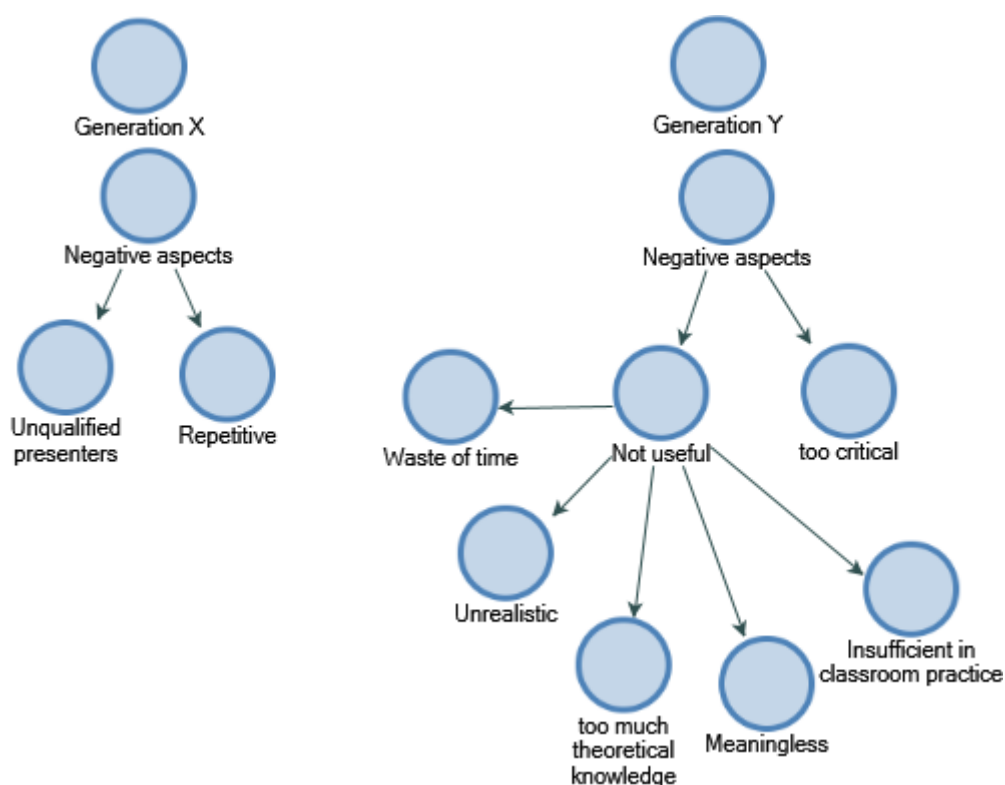 Generation X
Generation Y
Negative aspects
Negative aspects
Unqualified
presenters
Repetitive
Waste of time
Not useful
too critical
Unrealistic
Insufficient in
classroom practice
too much
theoretical
knowledge
Meaningless